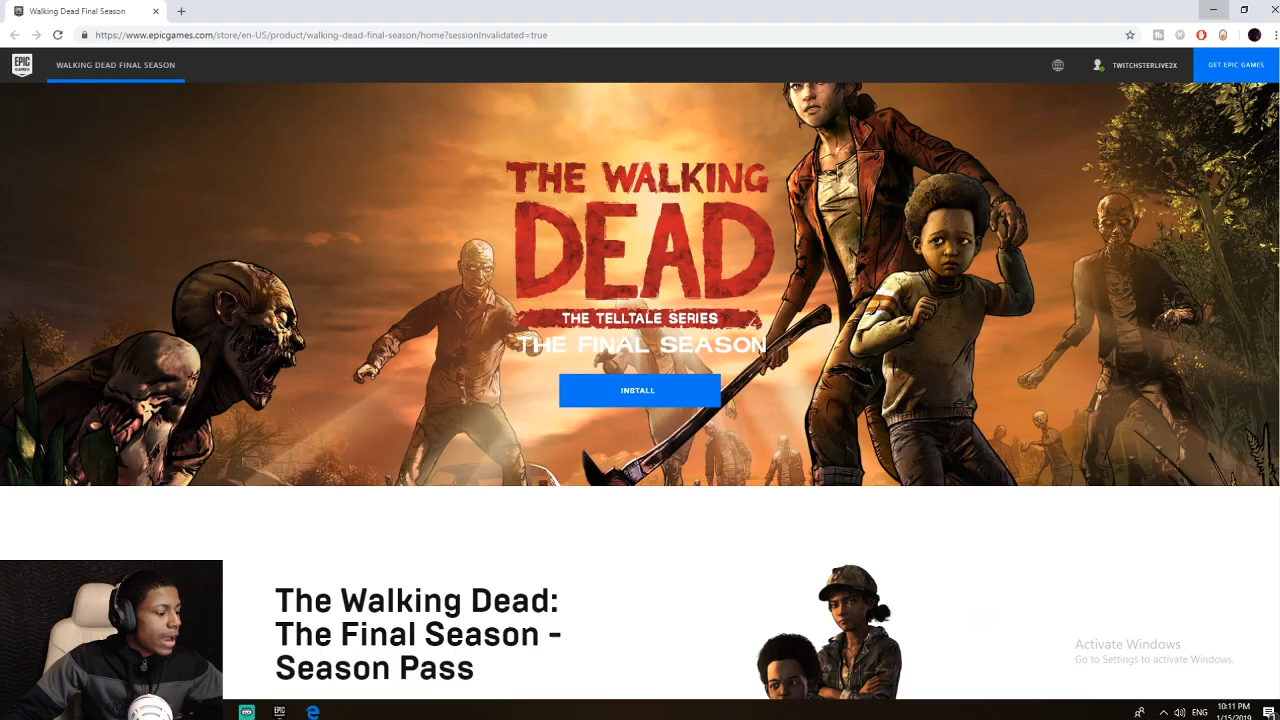 Walking Dead Final Season
https://www.epicgames.com/store/en-US/product/walking-dead-final-season/home?sessionInvalidated=true
EPIC GAMES
WALKING DEAD FINAL SEASON
TWITCHSTERLIVE2X
GET EPIC GAMES
THE WALKING
DEAD
THE TELLTALE SERIES
THE FINAL SEASON
INSTALL
The Walking Dead:
The Final Season -
Season Pass
Activate Windows
Go to Settings to activate Windows.
EPIC
ENG
10:11 PM
1/15/2019